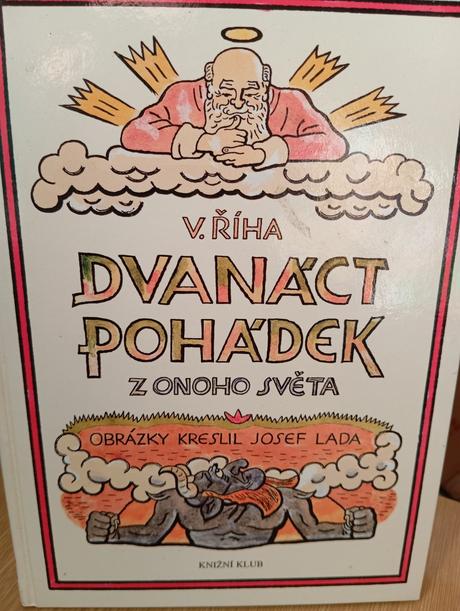 V. ŘÍHA
DVANÁCT
POHÁDEK
Z ONOHO SVĚTA
OBRÁZKY KRESLIL JOSEF LADA
KNIŽNÍ KLUB